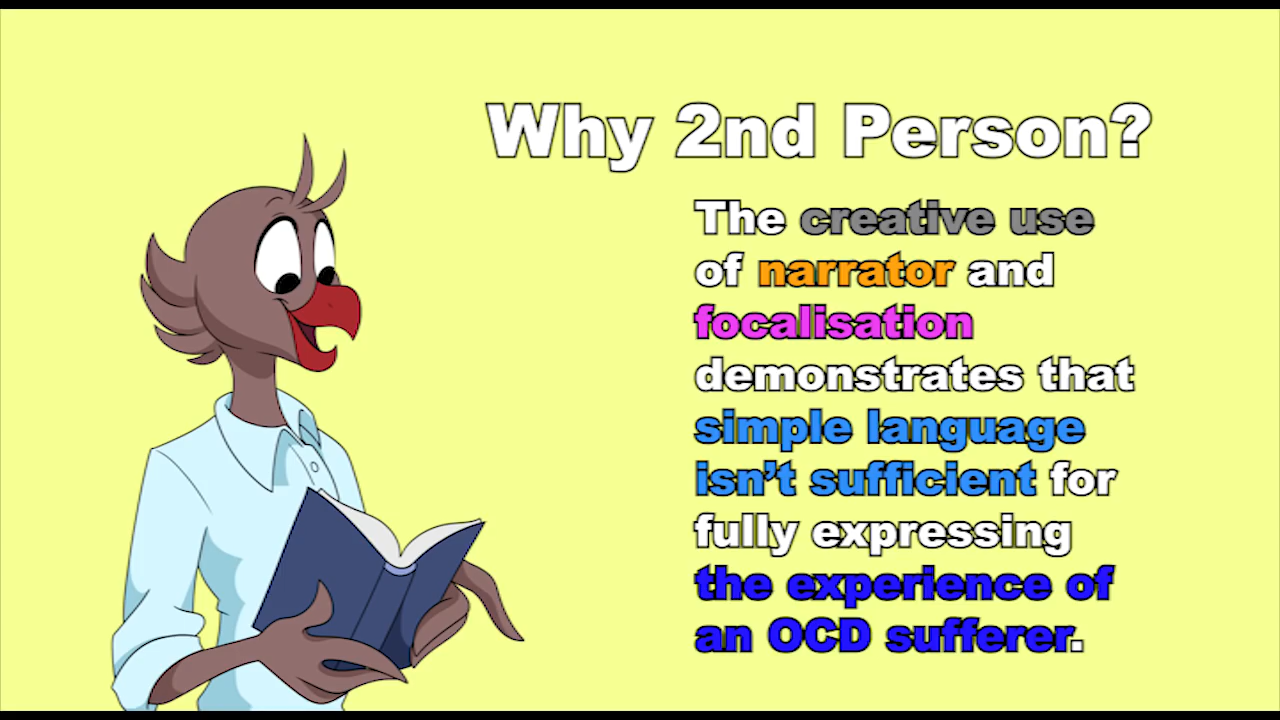 Why 2nd Person?
The creative use
of narrator and
focalisation
demonstrates that
simple language
isn't sufficient for
fully expressing
the experience of
an OCD sufferer.